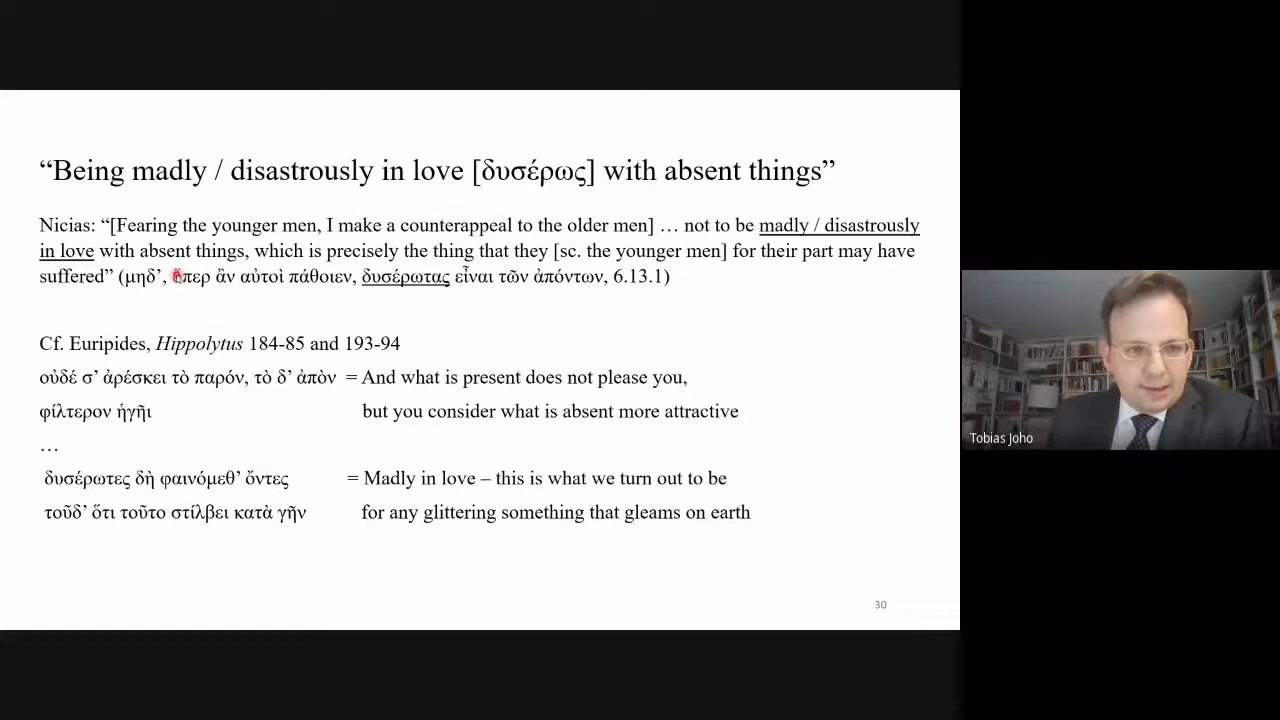 “Being madly / disastrously in love [δυσέρως] with absent things”
Nicias: “[Fearing the younger men, I make a counterappeal to the older men] … not to be madly / disastrously
in love with absent things, which is precisely the thing that they [sc. the younger men] for their part may have
suffered” (μηδ’, ὅπερ ἂν αὐτοὶ πάθοιεν, δυσέρωτας εἶναι τῶν ἀπόντων, 6.13.1)
Cf. Euripides, Hippolytus 184-85 and 193-94
οὐδέ σ’ ἀρέσκει τὸ παρόν, τὸ δ’ ἀπὸν = And what is present does not please you,
φίλτερον ἡγῆι but you consider what is absent more attractive
…
δυσέρωτες δὴ φαινόμεθ’ ὄντες = Madly in love – this is what we turn out to be
τοῦδ’ ὅτι τοῦτο στίλβει κατὰ γῆν for any glittering something that gleams on earth
30
Tobias Joho